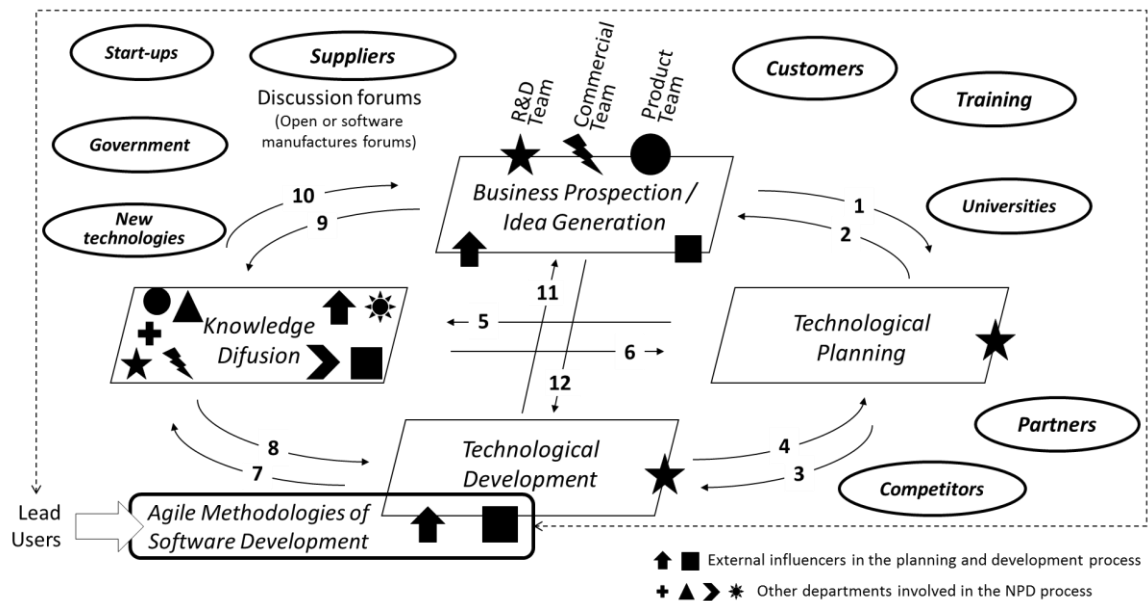 Start-ups
Suppliers
Discussion forums
(Open or software
manufactures forums)
Government
New
technologies
R&D
Team
Commercial
Team
Product
Team
Customers
Training
Universities
Business Prospection /
Idea Generation
10
9
1
2
11
5
6
12
Knowledge
Difusion
Technological
Planning
8
7
4
3
Technological
Development
Partners
Competitors
Lead
Users
Agile Methodologies of
Software Development
External influencers in the planning and development process
Other departments involved in the NPD process